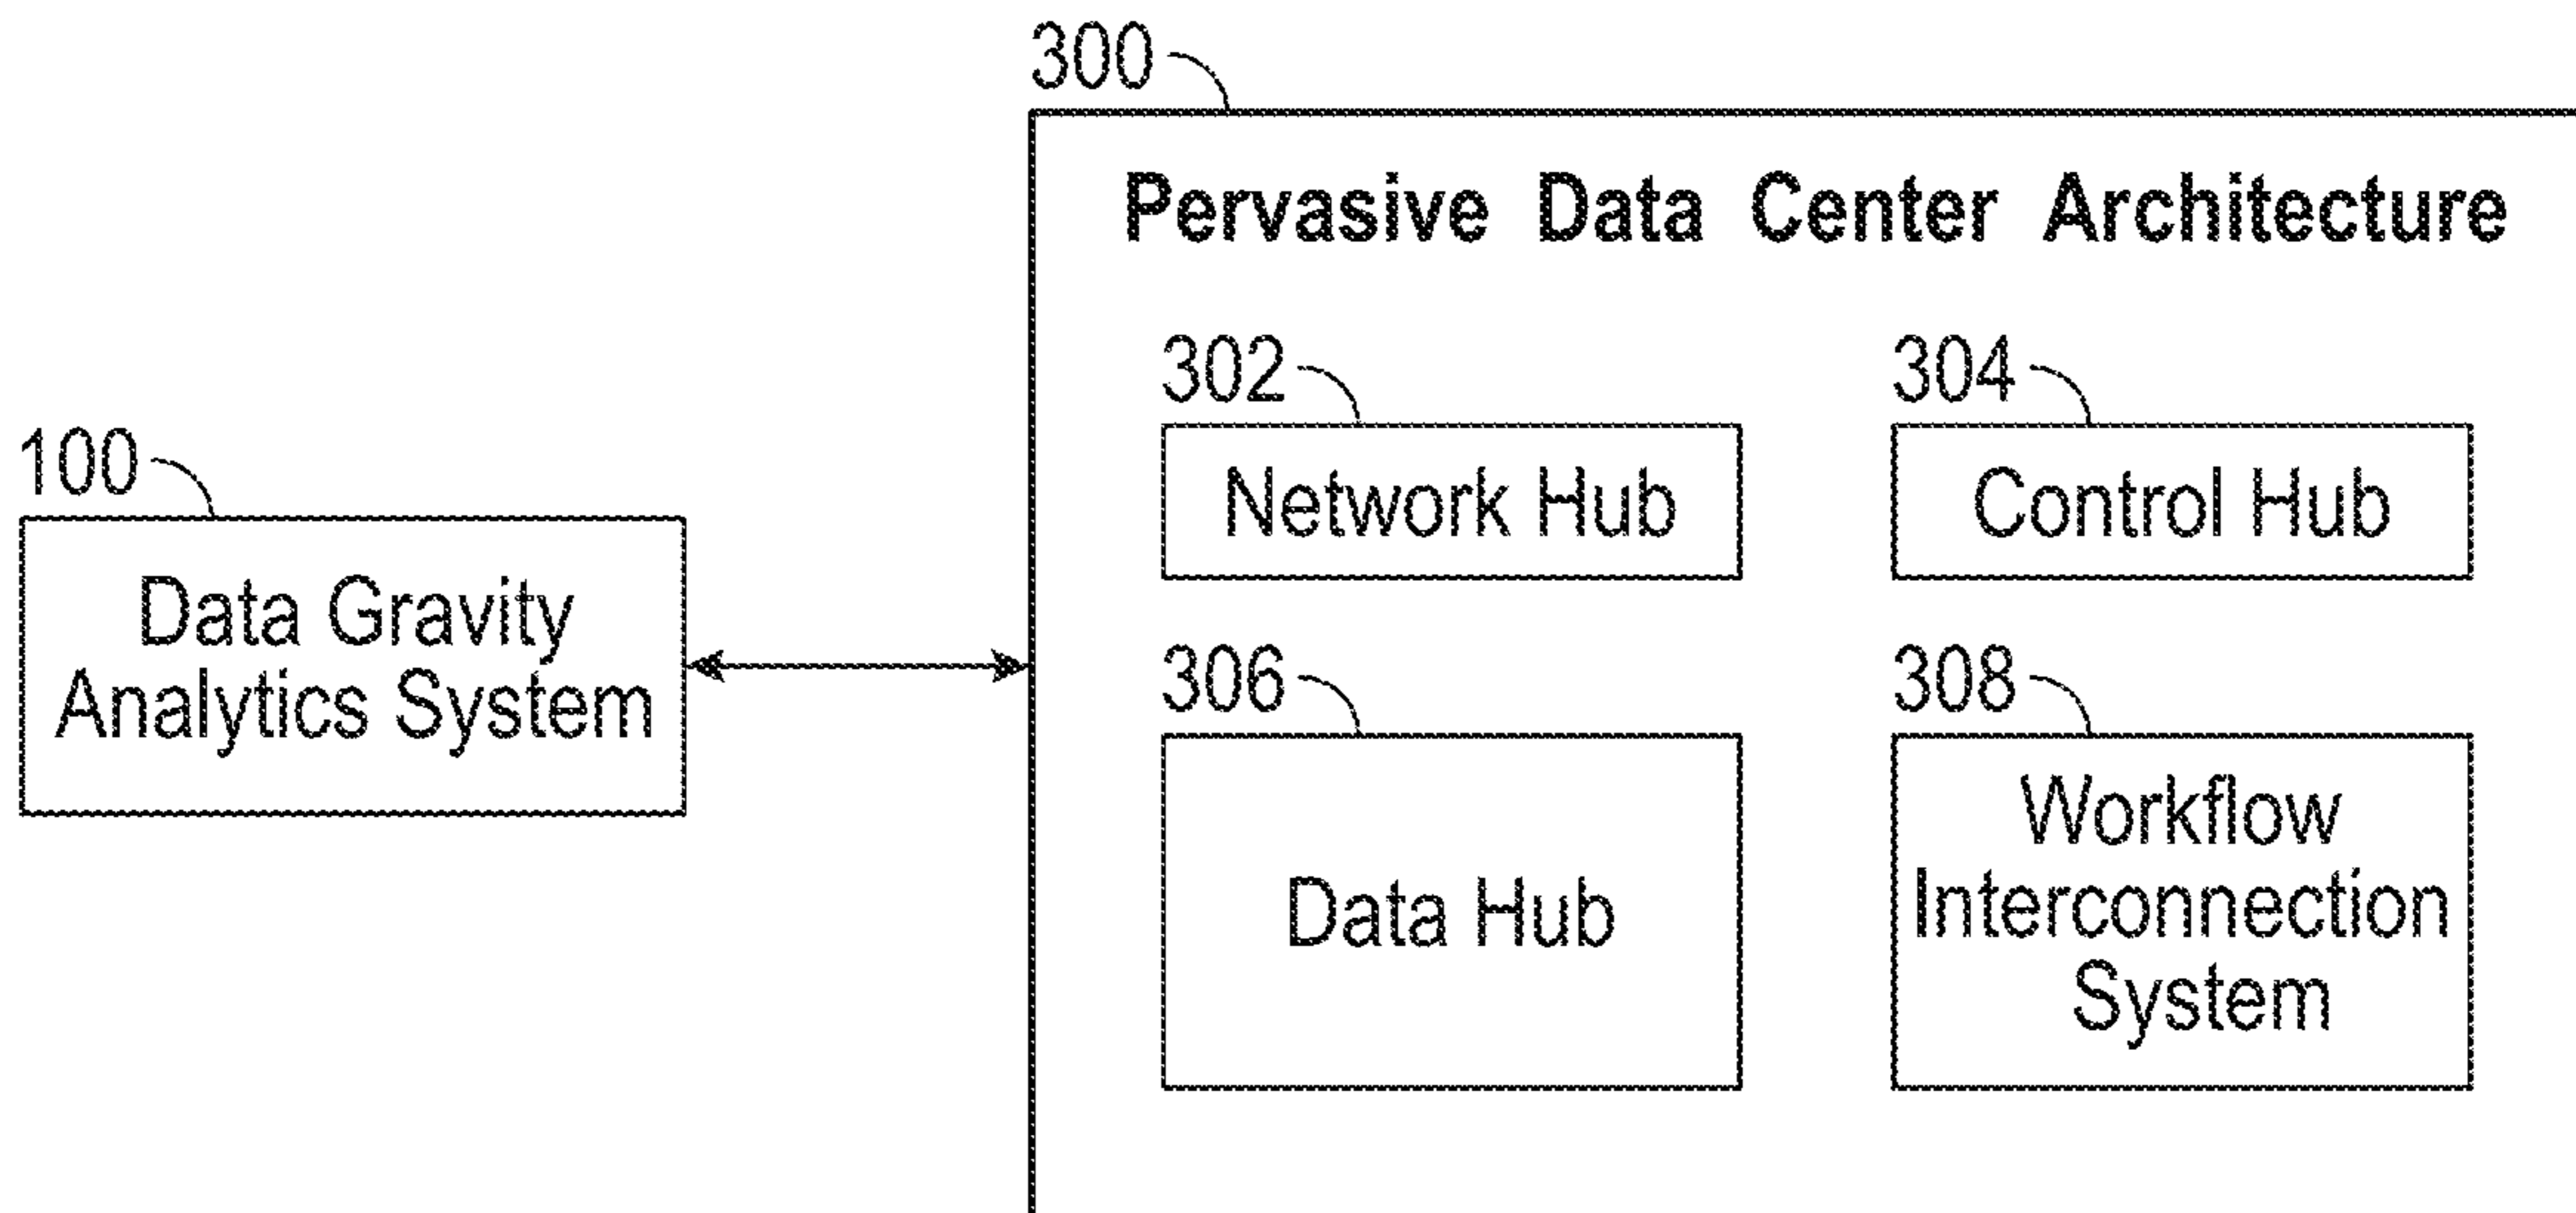 300
Pervasive Data Center Architecture
302
304
Network Hub
Control Hub
100
Data Gravity
Analytics System
306
308
Data Hub
Workflow
Interconnection
System